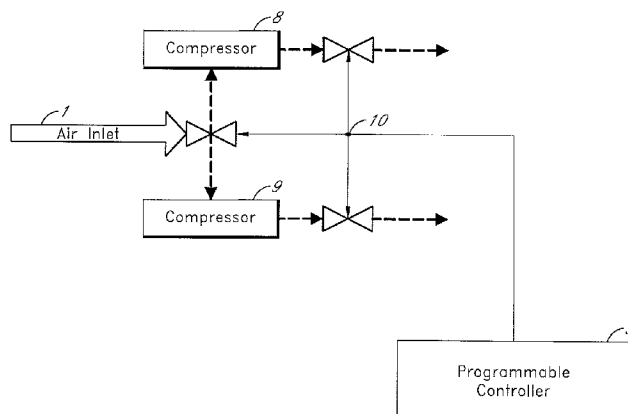 8
Compressor
1
Air Inlet
10
9
Compressor
Programmable
Controller